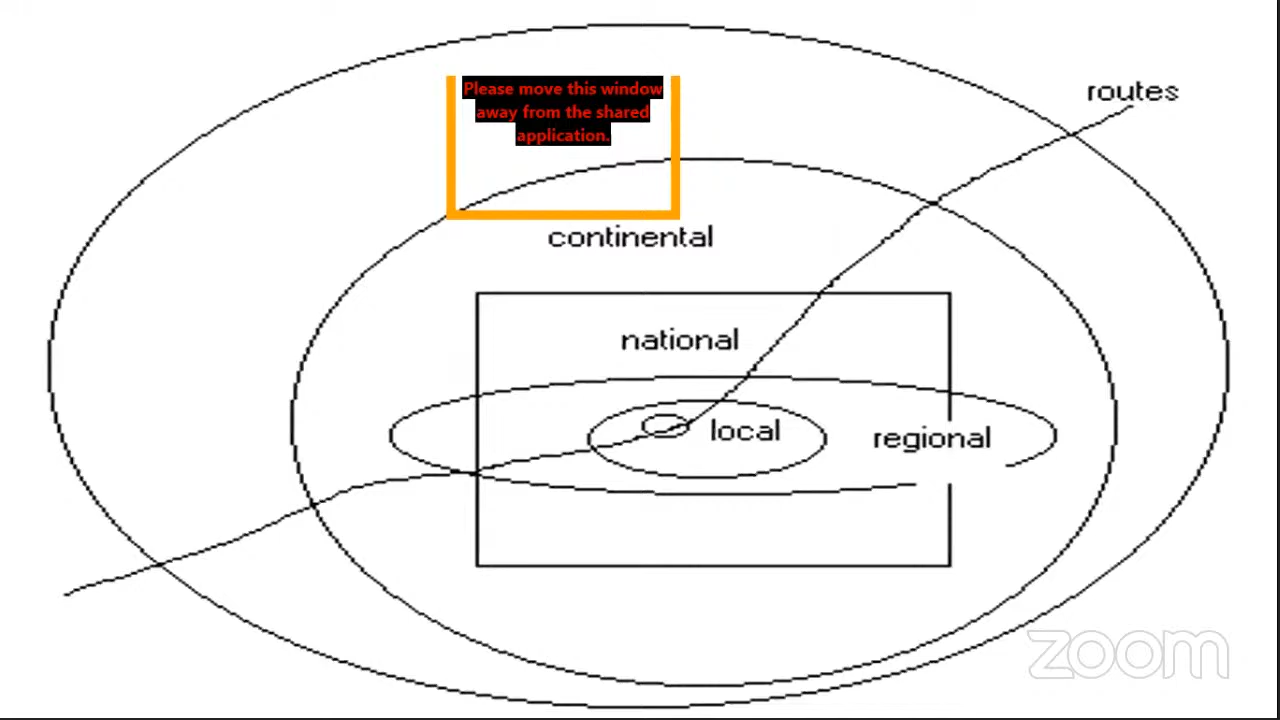 Please move this window
away from the shared
application.
routes
continental
national
local
regional
zoom